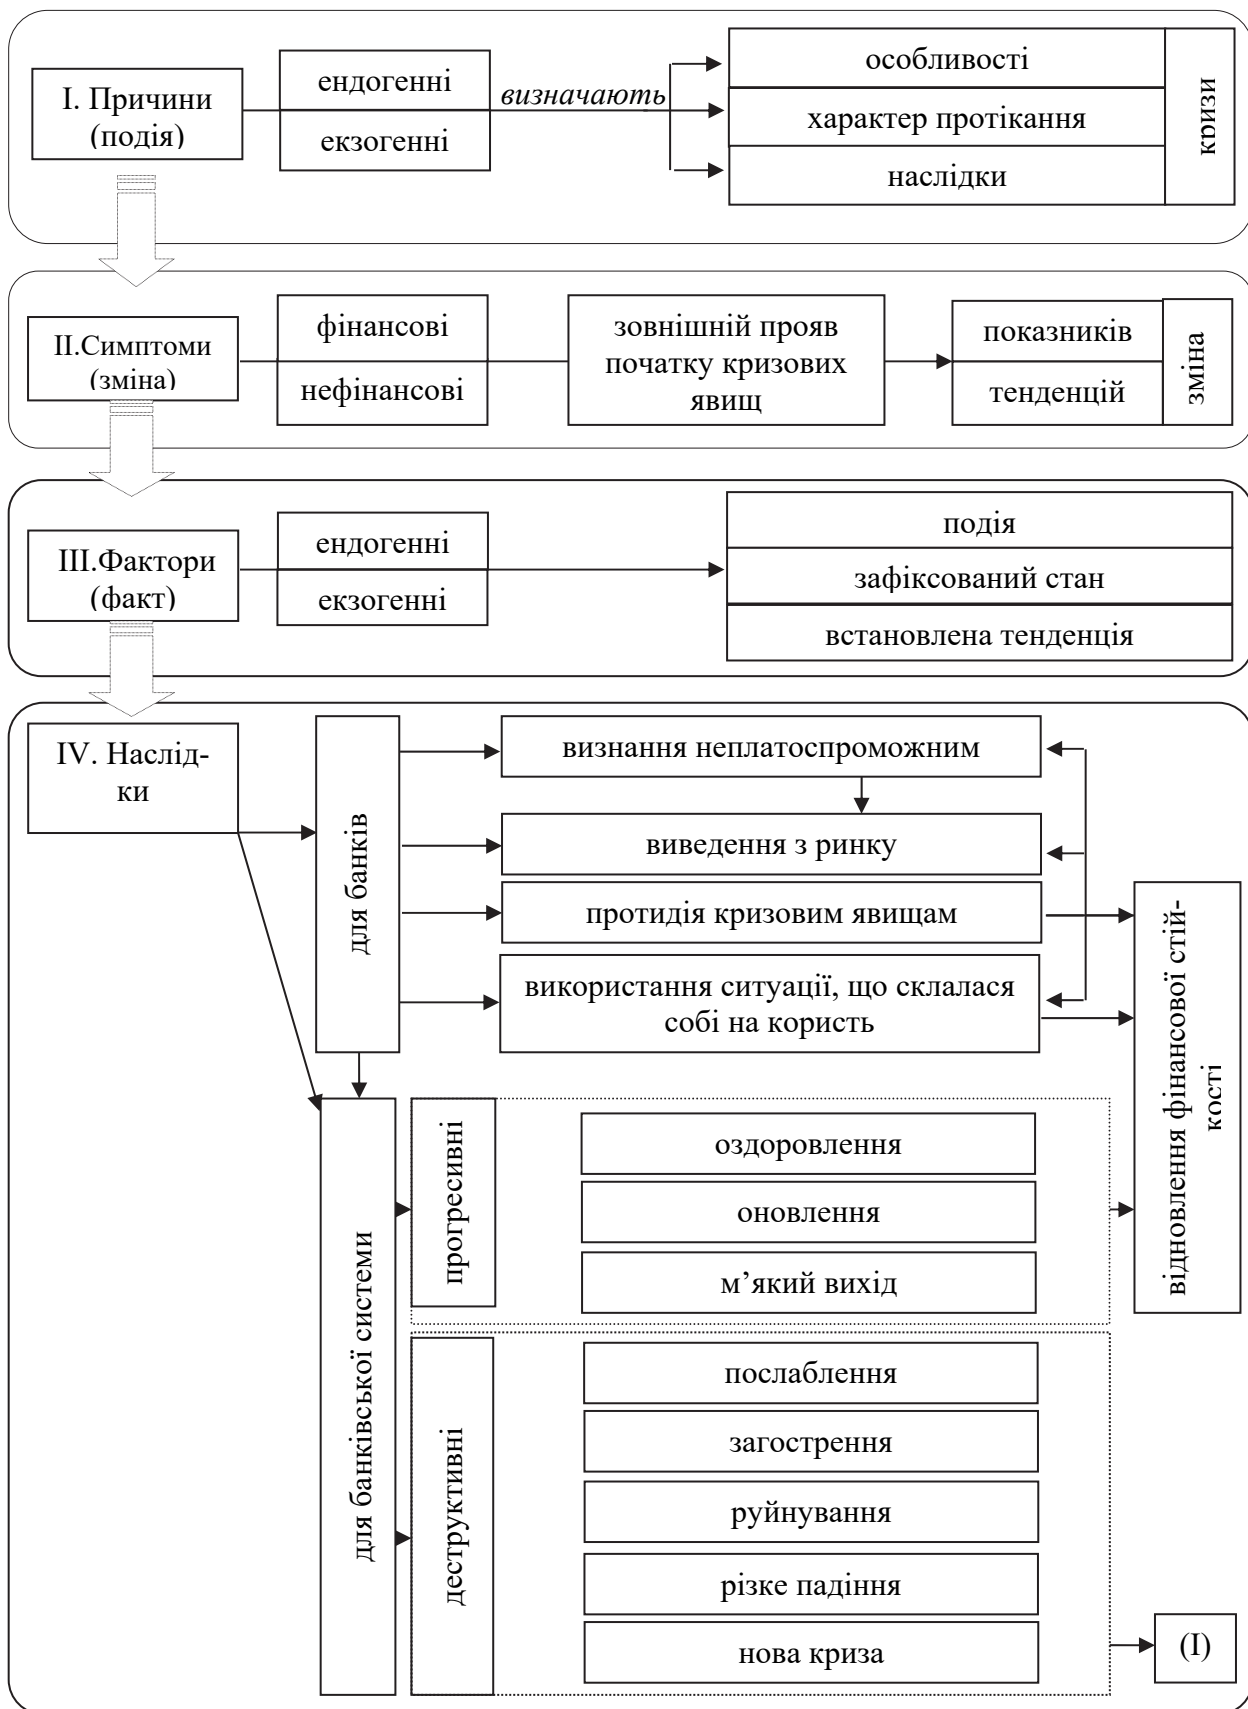 І. Причини
(подія)
ендогенні
екзогенні
визначають
особливості
характер протікання
наслідки
кризи
ІІ.Симптоми
(зміна)
фінансові
нефінансові
зовнішній прояв
початку кризових
явищ
показників
тенденцій
зміна
ІІІ.Фактори
(факт)
ендогенні
екзогенні
подія
зафіксований стан
встановлена тенденція
IV. Наслід-
ки
для банків
визнання неплатоспроможним
виведення з ринку
протидія кризовим явищам
використання ситуації, що склалася
собі на користь
відновлення фінансової стій-
кості
для банківської системи
прогресивні
оздоровлення
оновлення
м’який вихід
деструктивні
послаблення
загострення
руйнування
різке падіння
нова криза
(І)